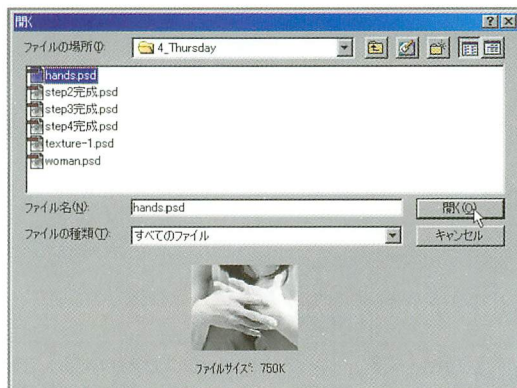 開く
ファイルの場所(I):
4_Thursday
hands.psd
step2完成.psd
step3完成.psd
step4完成.psd
texture-1.psd
woman.psd
ファイル名(N): hands.psd 開く(O)
ファイルの種類(T): すべてのファイル キャンセル
ファイルサイズ: 750K